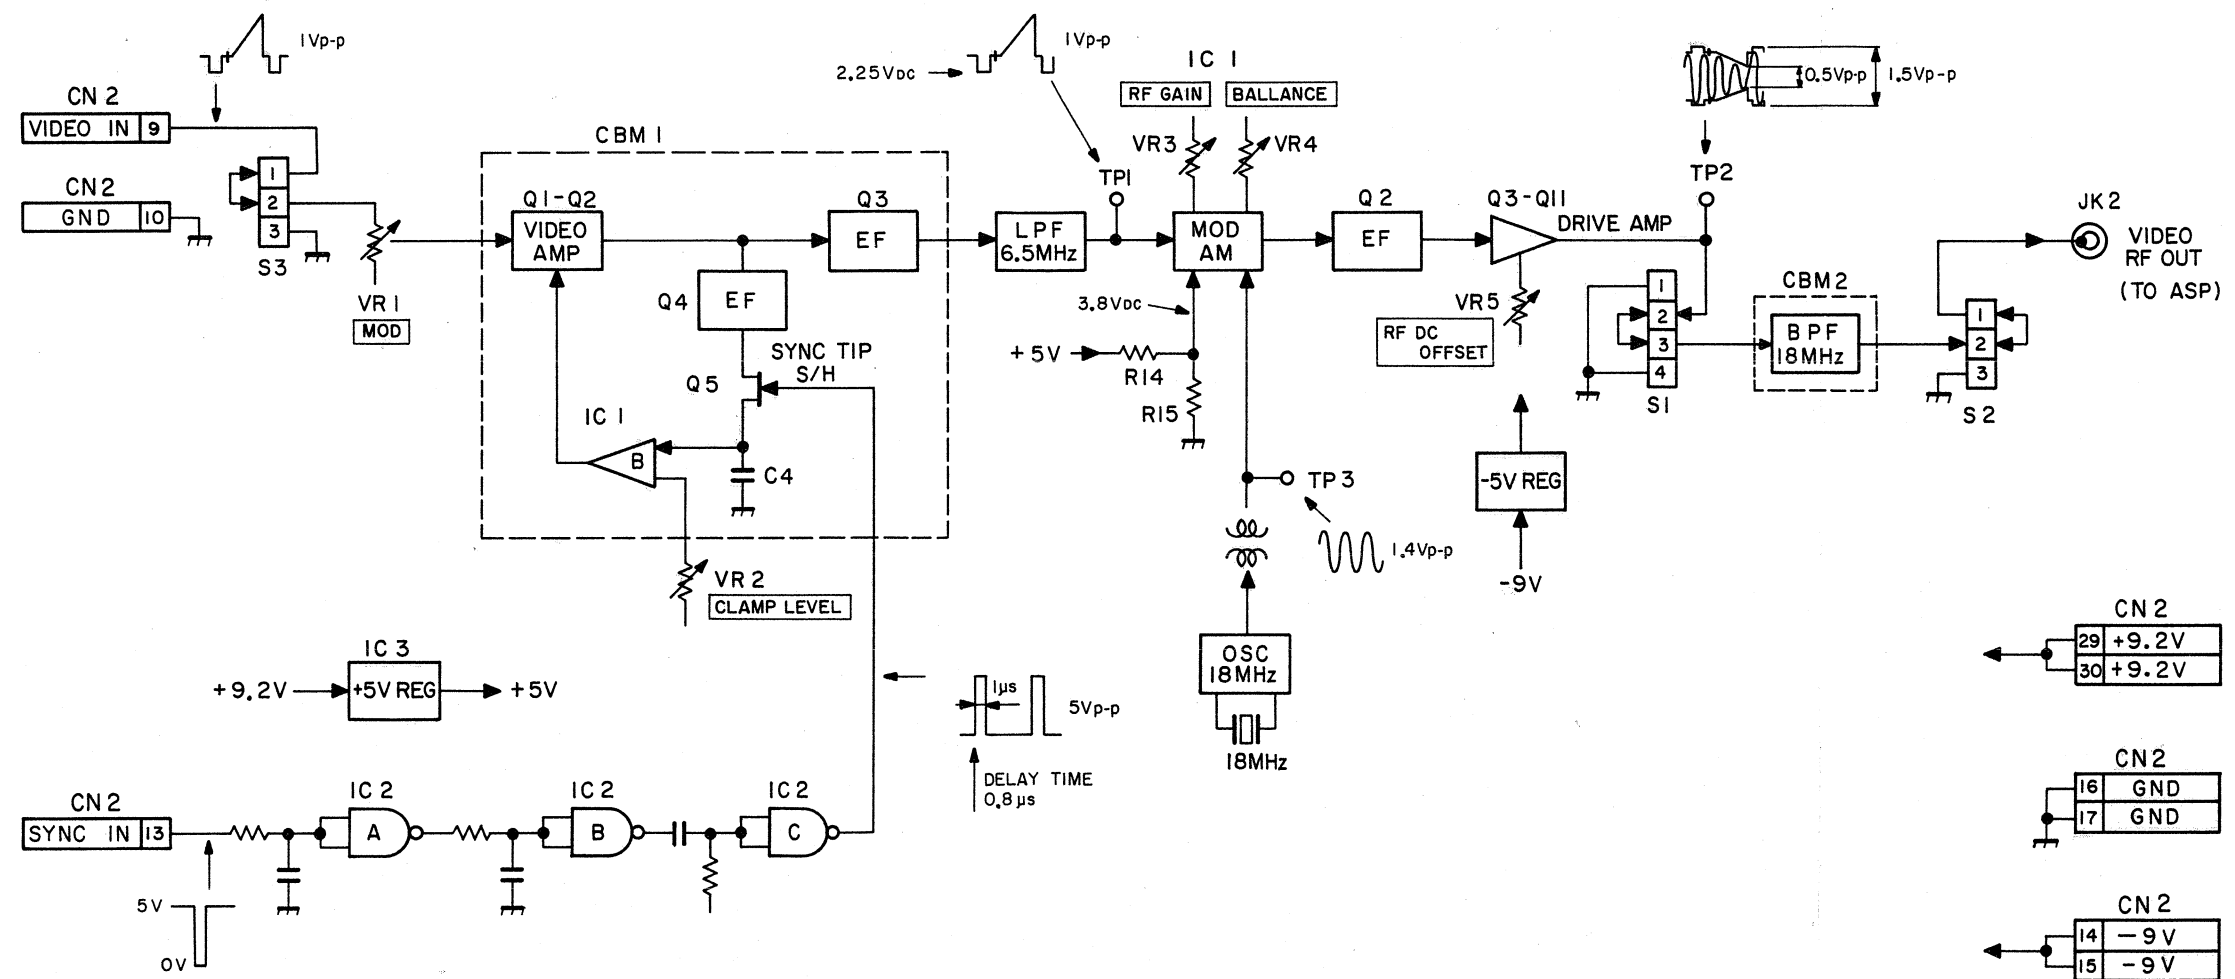 1Vp-p
CN2
VIDEO IN 9
CN2
GND 10
1
2
3
S3
VR1
MOD
CBM1
Q1-Q2
VIDEO AMP
Q3
EF
Q4
EF
SYNC TIP S/H
Q5
IC1
B
C4
VR2
CLAMP LEVEL
2.25VDC
1Vp-p
TP1
LPF
6.5MHz
IC1
RF GAIN
BALLANCE
VR3
VR4
MOD
AM
3.8VDC
+5V
R14
R15
TP3
1.4Vp-p
OSC
18MHz
18MHz
Q2
EF
Q3-Q11
DRIVE AMP
VR5
RF DC
OFFSET
-5V REG
-9V
0.5Vp-p
1.5Vp-p
TP2
1
2
3
4
S1
CBM2
BPF
18MHz
1
2
3
S2
JK2
VIDEO
RF OUT
(TO ASP)
IC3
+9.2V
+5V REG
+5V
1µs
5Vp-p
DELAY TIME
0.8µs
CN2
SYNC IN 13
5V
0V
IC2
A
IC2
B
IC2
C
CN2
29 +9.2V
30 +9.2V
CN2
16 GND
17 GND
CN2
14 -9V
15 -9V